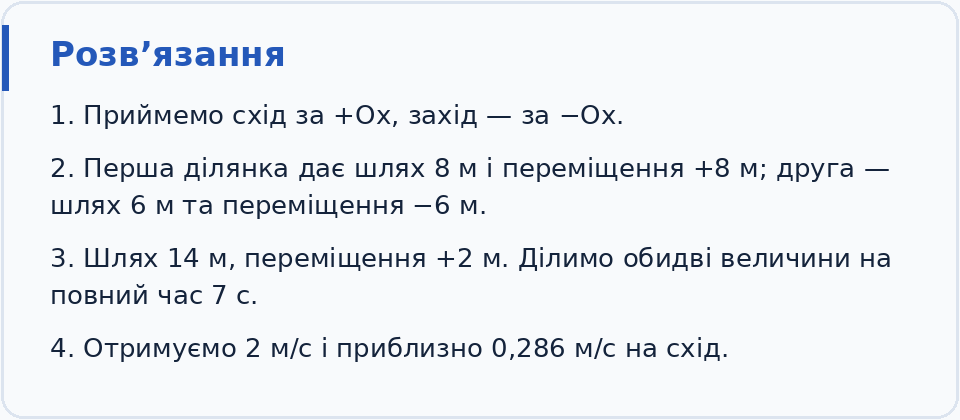 Розв’язання
1. Приймемо схід за +Ox, захід — за −Ox.
2. Перша ділянка дає шлях 8 м і переміщення +8 м; друга —
шлях 6 м та переміщення −6 м.
3. Шлях 14 м, переміщення +2 м. Ділимо обидві величини на
повний час 7 с.
4. Отримуємо 2 м/с і приблизно 0,286 м/с на схід.